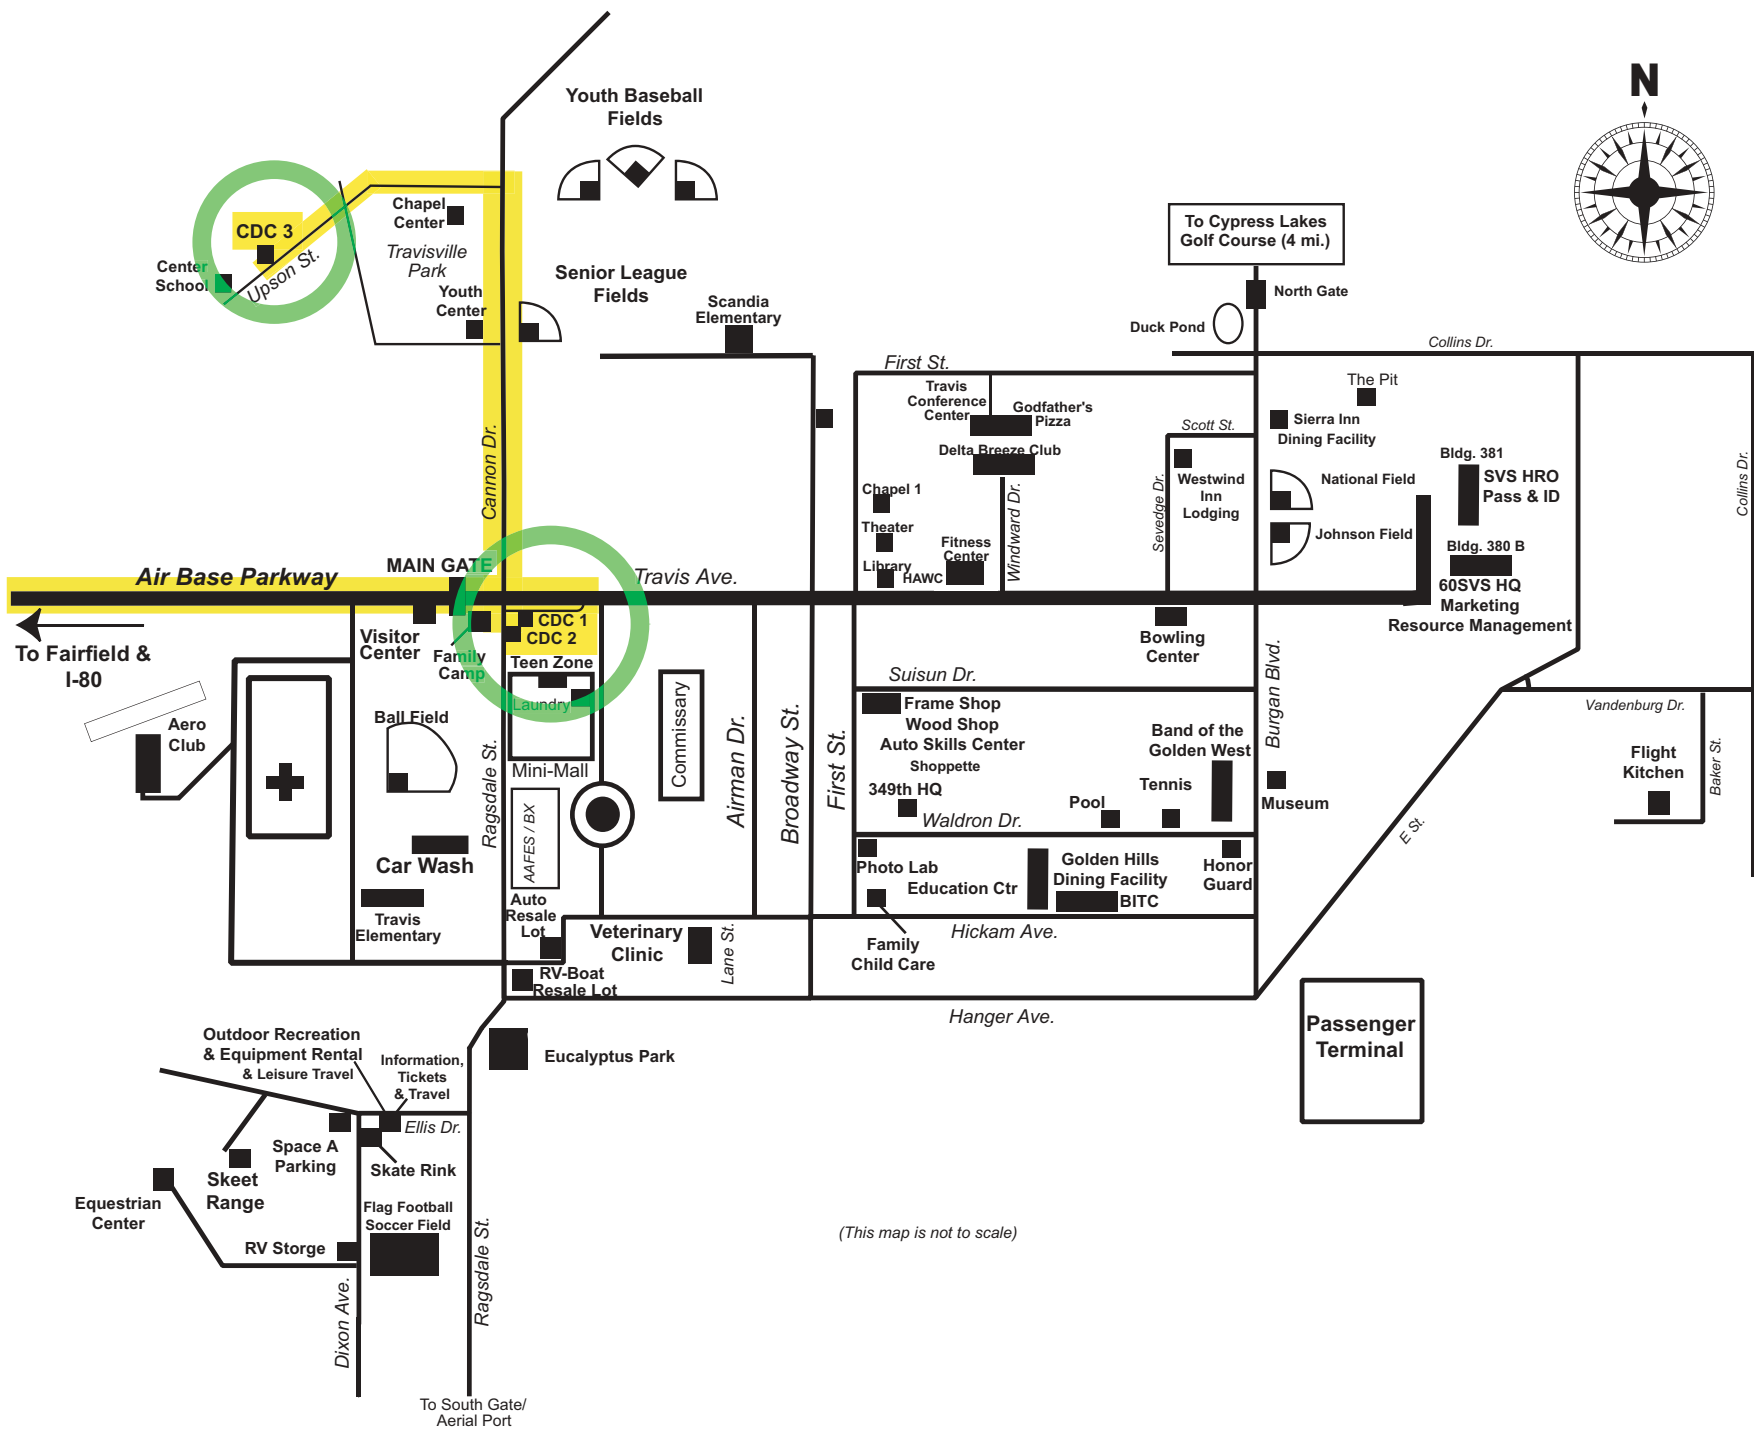 N
Youth Baseball
Fields
To Cypress Lakes
Golf Course (4 mi.)
North Gate
Duck Pond
Chapel
Center
CDC 3
Travisville
Park
Center
School
Upson St.
Youth
Center
Senior League
Fields
Scandia
Elementary
Collins Dr.
First St.
The Pit
Travis
Conference
Center
Godfather's
Pizza
Sierra Inn
Dining Facility
Scott St.
Delta Breeze Club
Bldg. 381
SVS HRO
Pass & ID
Cannon Dr.
Chapel 1
Windward Dr.
Sevedge Dr.
Westwind
Inn
Lodging
National Field
Collins Dr.
Theater
Fitness
Center
Johnson Field
Bldg. 380 B
Library
HAWC
MAIN GATE
Air Base Parkway
Travis Ave.
60SVS HQ
Marketing
Resource Management
To Fairfield &
I-80
Visitor
Center
Family
Camp
CDC 1
CDC 2
Teen Zone
Laundry
Bowling
Center
Suisun Dr.
Burgan Blvd.
Aero
Club
Ball Field
Ragsdale St.
Mini-Mall
Commissary
Airman Dr.
Broadway St.
First St.
Frame Shop
Wood Shop
Auto Skills Center
Shoppette
349th HQ
Band of the
Golden West
Tennis
Pool
Museum
Vandenburg Dr.
Flight
Kitchen
Baker St.
Waldron Dr.
E St.
AAFES / BX
Car Wash
Travis
Elementary
Auto
Resale
Lot
Photo Lab
Education Ctr
Golden Hills
Dining Facility
BITC
Honor
Guard
Veterinary
Clinic
Lane St.
Hickam Ave.
Family
Child Care
RV-Boat
Resale Lot
Hanger Ave.
Passenger
Terminal
Eucalyptus Park
Outdoor Recreation
& Equipment Rental
& Leisure Travel
Information,
Tickets
& Travel
Ellis Dr.
Space A
Parking
Skate Rink
Skeet
Range
Equestrian
Center
Flag Football
Soccer Field
RV Storge
Ragsdale St.
Dixon Ave.
(This map is not to scale)
To South Gate/
Aerial Port